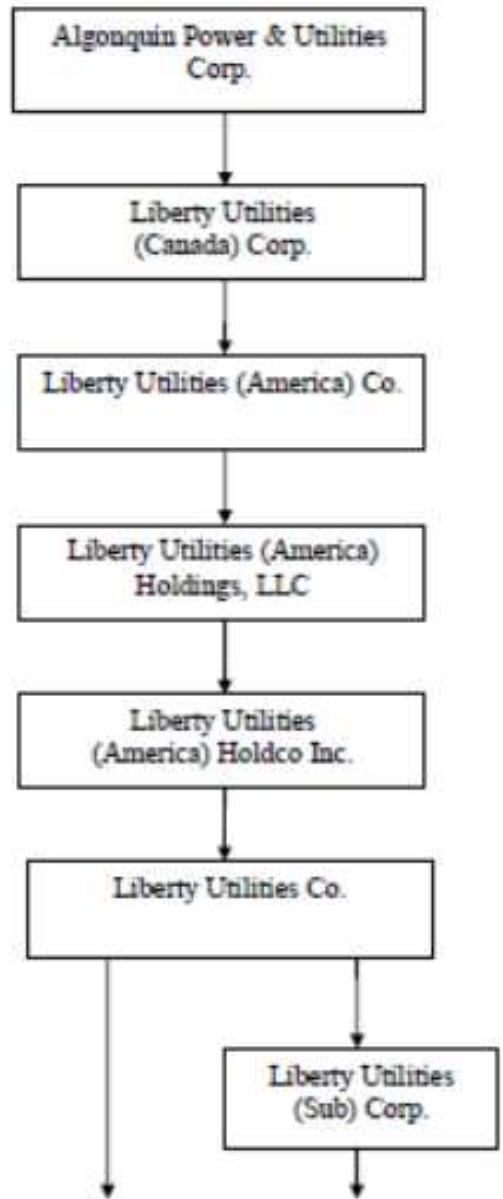 Algonquin Power & Utilities
Corp.
Liberty Utilities
(Canada) Corp.
Liberty Utilities (America) Co.
Liberty Utilities (America)
Holdings, LLC
Liberty Utilities
(America) Holdco Inc.
Liberty Utilities Co.
Liberty Utilities
(Sub) Corp.